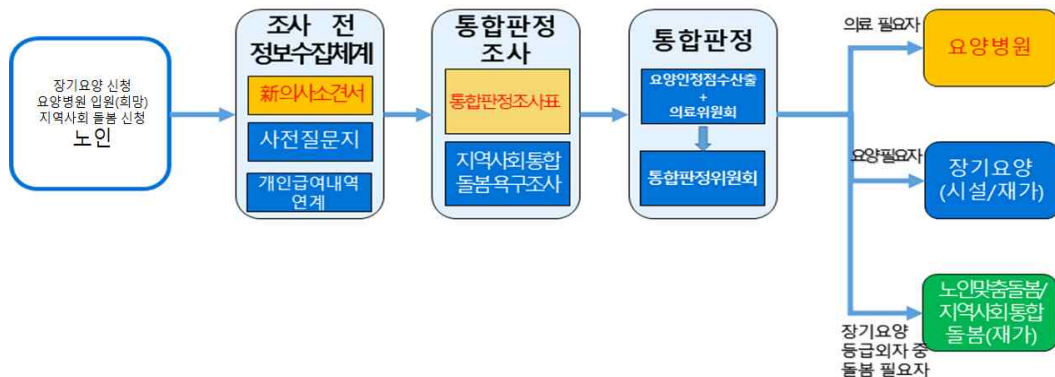 장기요양 신청
요양병원 입원(희망)
지역사회 돌봄 신청
노인
조사 전
정보수집체계
新의사소견서
사전질문지
개인급여내역
연계
통합판정
조사
통합판정조사표
지역사회통합
돌봄욕구조사
통합판정
요양인정점수산출
+
의료위원회
통합판정위원회
의료 필요자
요양병원
요양필요자
장기요양
(시설/재가)
노인맞춤돌봄/
지역사회통합
돌봄(재가)
장기요양
등급외자 중
돌봄 필요자